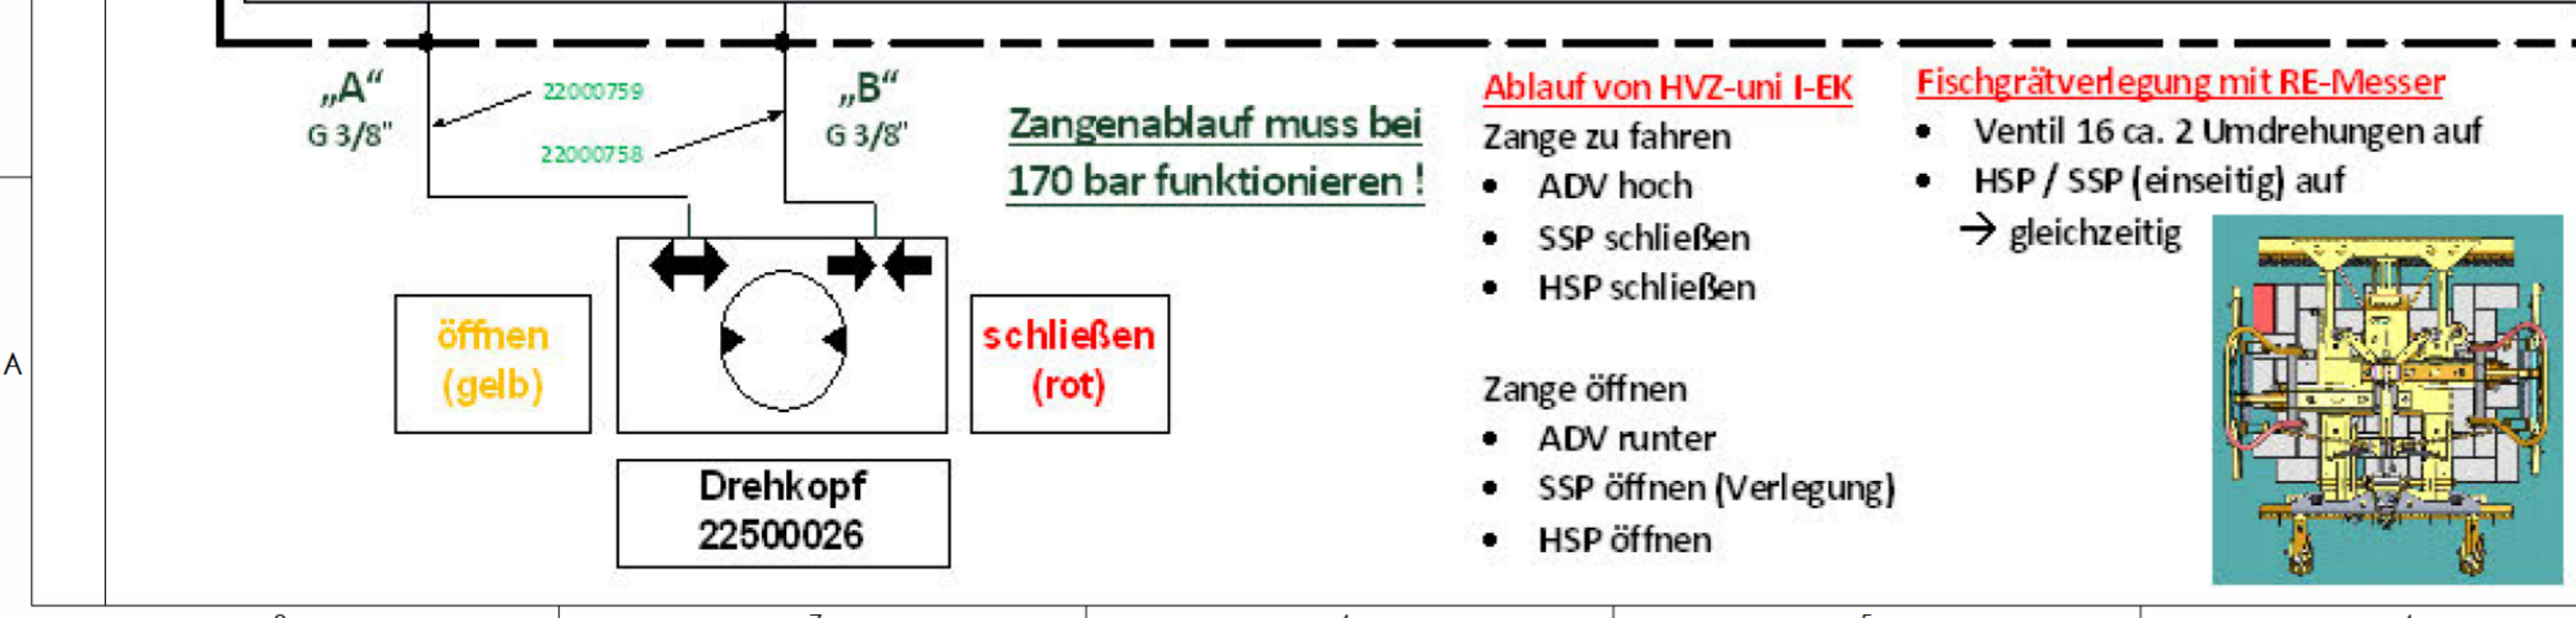 „A“
G 3/8"
22000759
22000758
„B“
G 3/8"
Zangenablauf muss bei
170 bar funktionieren !
Ablauf von HVZ-uni I-EK
Zange zu fahren
• ADV hoch
• SSP schließen
• HSP schließen
Zange öffnen
• ADV runter
• SSP öffnen (Verlegung)
• HSP öffnen
Fischgrätverlegung mit RE-Messer
• Ventil 16 ca. 2 Umdrehungen auf
• HSP / SSP (einseitig) auf
→ gleichzeitig
öffnen
(gelb)
schließen
(rot)
Drehkopf
22500026
A